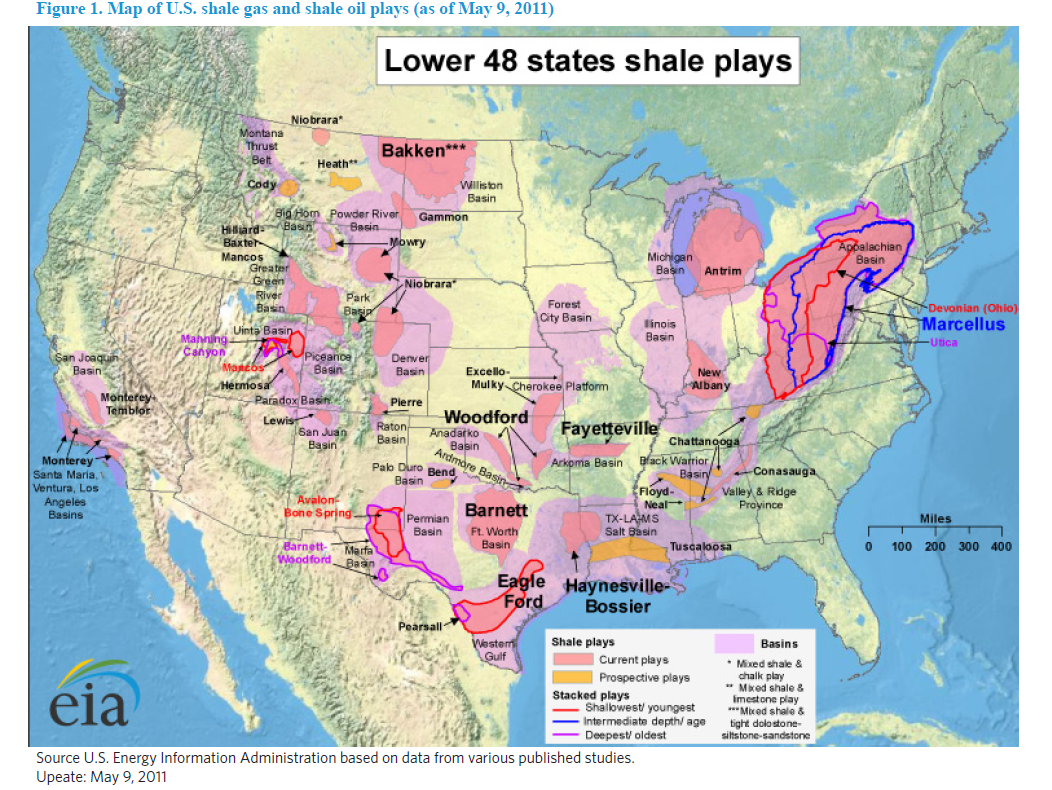 Figure 1. Map of U.S. shale gas and shale oil plays (as of May 9, 2011)
Lower 48 states shale plays
Niobrara*
Montana
Thrust
Belt
Bakken***
Heath**
Cody
Williston
Basin
Big Horn
Basin
Powder River
Basin
Gammon
Hilliard-
Baxter-
Mancos
Mowry
Greater
Green
River
Basin
Niobrara*
Park
Basin
Michigan
Basin
Antrim
Appalachian
Basin
Forest
City Basin
Illinois
Basin
Devonian (Ohio)
Marcellus
Utica
Uinta Basin
Manning
Canyon
Mancos
Piceance
Basin
Denver
Basin
San Joaquin
Basin
Hermosa
Paradox Basin
Excello-
Mulky
Cherokee Platform
New
Albany
Monterey-
Temblor
Lewis
San Juan
Basin
Pierre
Raton
Basin
Woodford
Anadarko
Basin
Fayetteville
Chattanooga
Ardmore Basin
Arkoma Basin
Black Warrior
Basin
Conasauga
Monterey
Santa Maria,
Ventura, Los
Angeles
Basins
Palo Duro
Basin
Bend
Floyd-
Neal
Valley & Ridge
Province
Avalon-
Bone Spring
Permian
Basin
Barnett
Ft. Worth
Basin
TX-LA-MS
Salt Basin
Tuscaloosa
Miles
0 100 200 300 400
Barnett-
Woodford
Marfa
Basin
Eagle
Ford
Haynesville-
Bossier
Pearsall
Western
Gulf
Shale plays
Current plays
Prospective plays
Stacked plays
Shallowest/ youngest
Intermediate depth/ age
Deepest/ oldest
Basins
* Mixed shale &
chalk play
** Mixed shale &
limestone play
***Mixed shale &
tight dolostone-
siltstone-sandstone
eia
Source U.S. Energy Information Administration based on data from various published studies.
Upeate: May 9, 2011